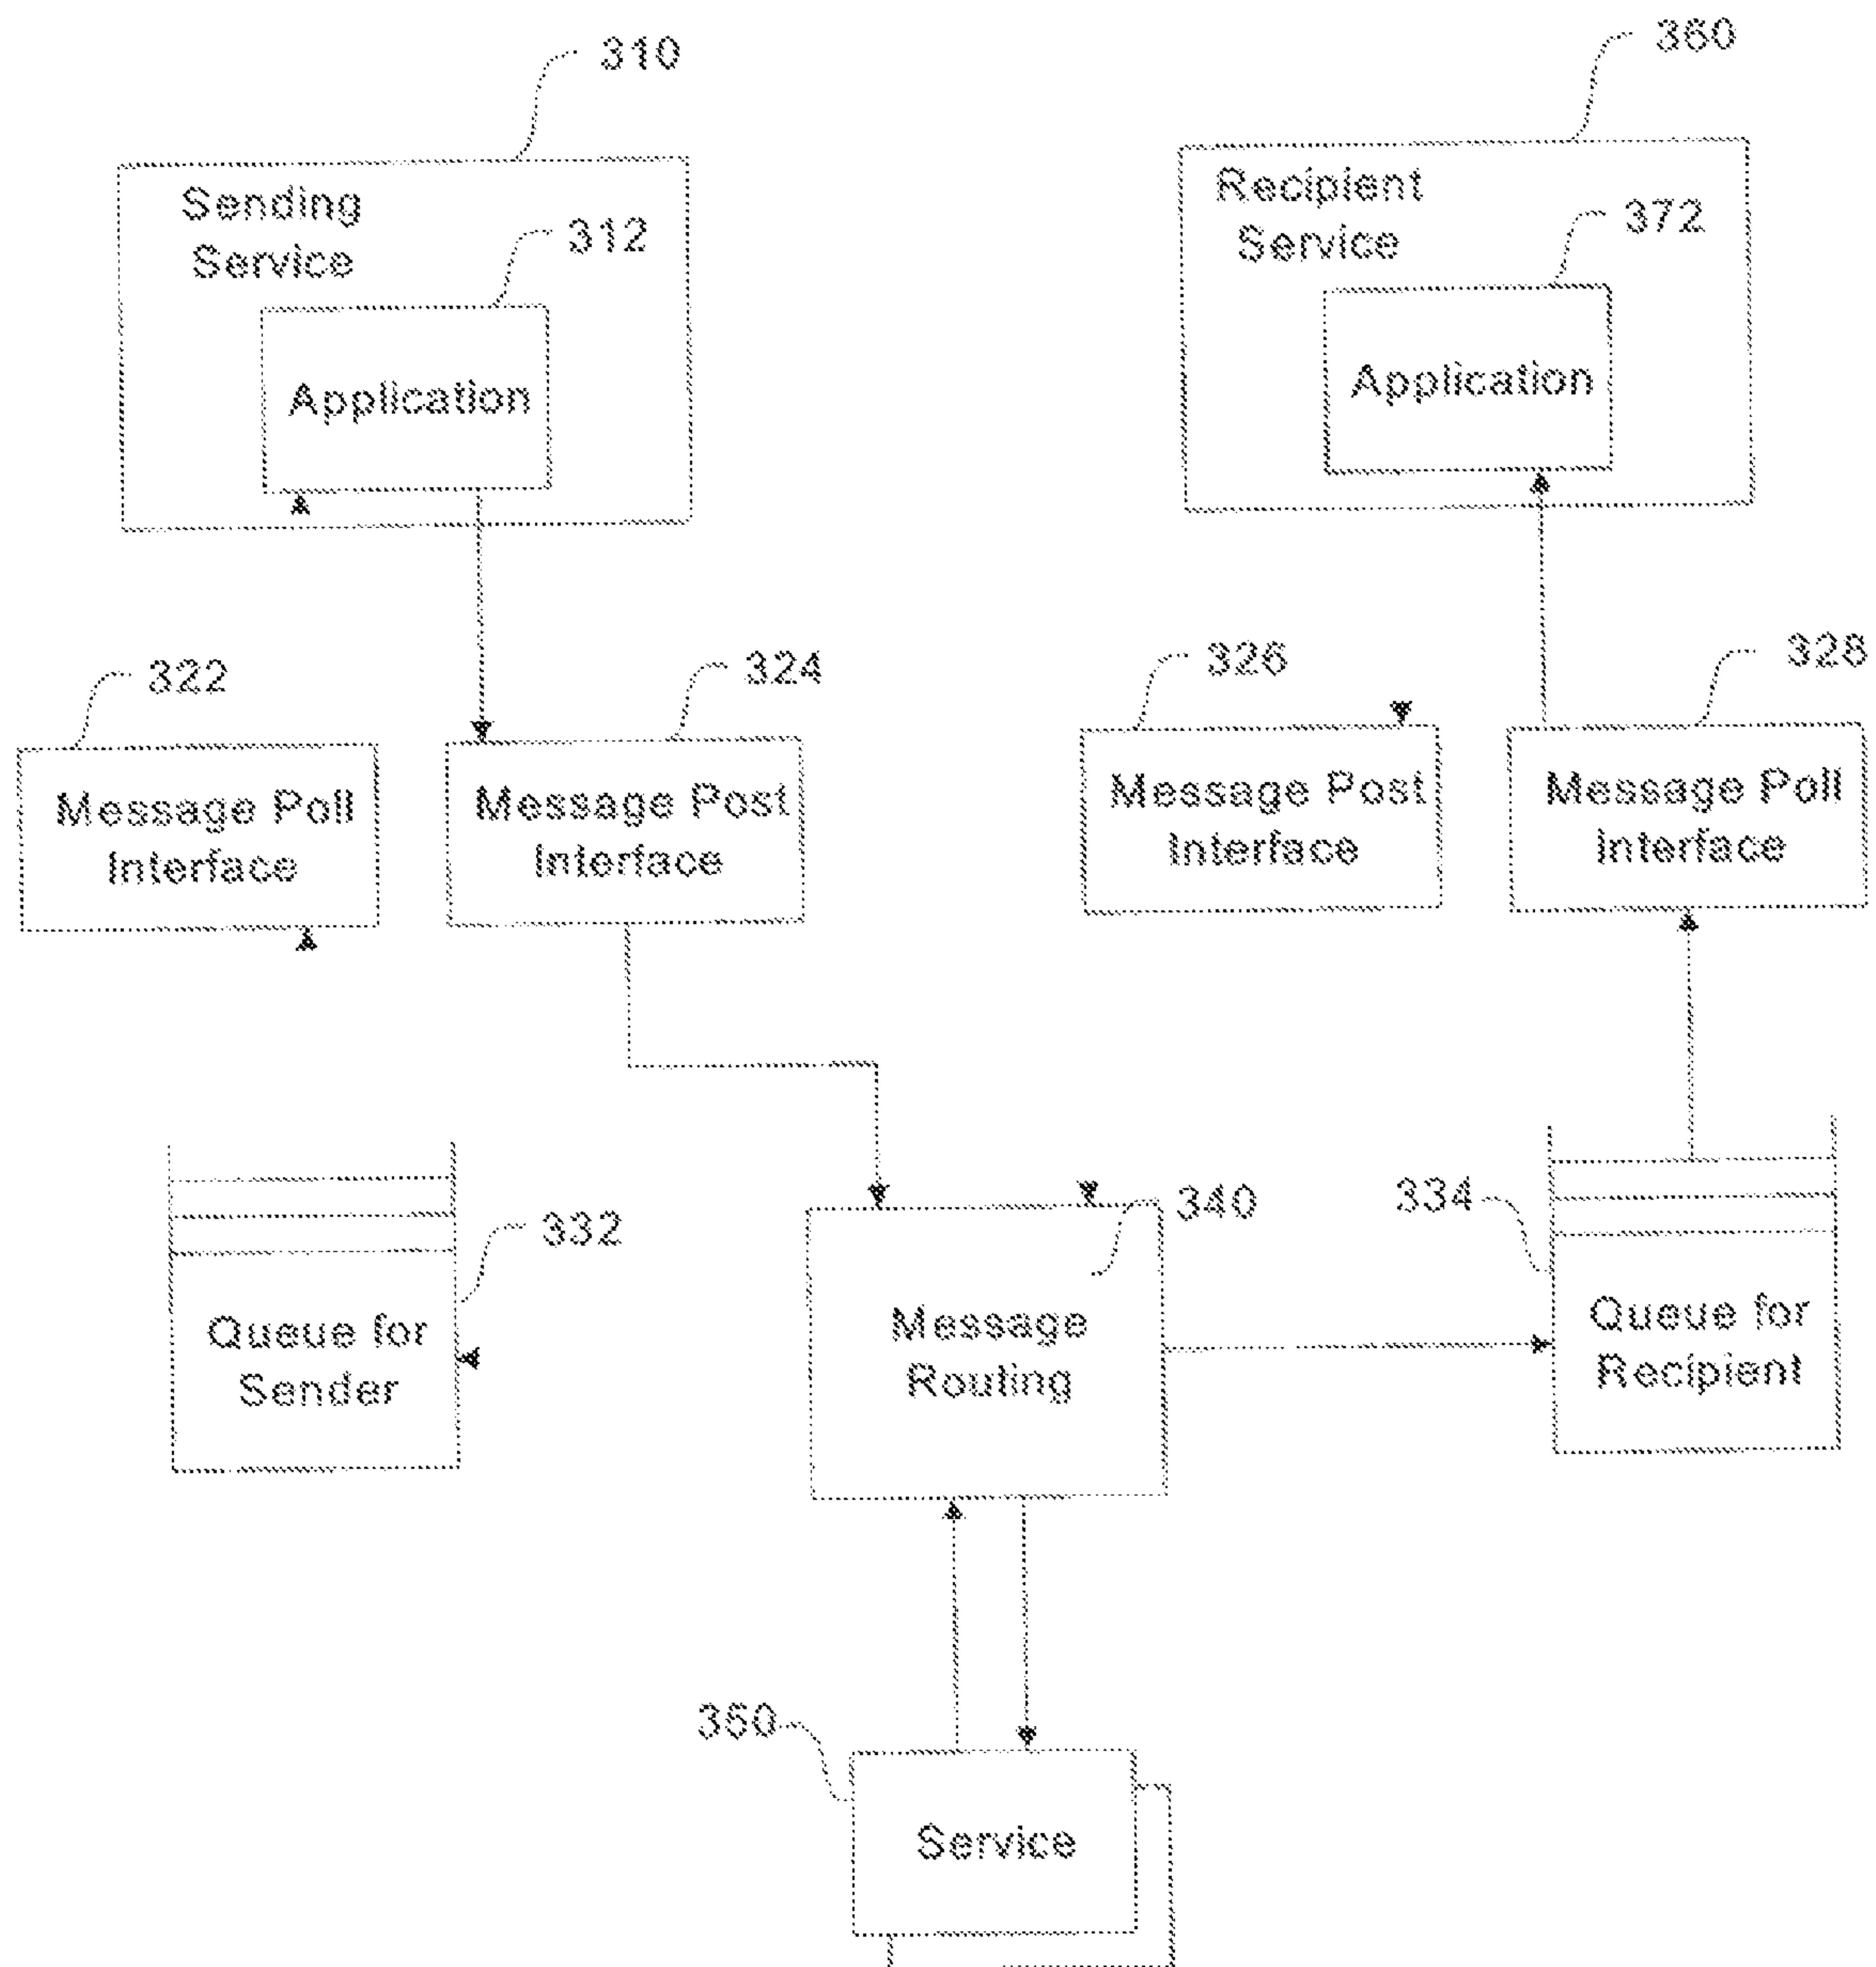 310
360
Sending
Service
312
Application
Recipient
Service
372
Application
322
324
326
328
Message Poll
Interface
Message Post
Interface
Message Post
Interface
Message Poll
Interface
332
340
334
Queue for
Sender
Message
Routing
Queue for
Recipient
350
Service